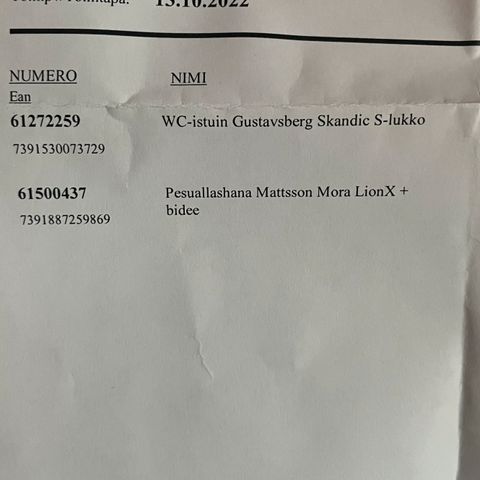 13.10.2022
NUMERO NIMI
Ean
61272259 WC-istuin Gustavsberg Skandic S-lukko
7391530073729
61500437 Pesuallashana Mattsson Mora LionX +
bidee
7391887259869